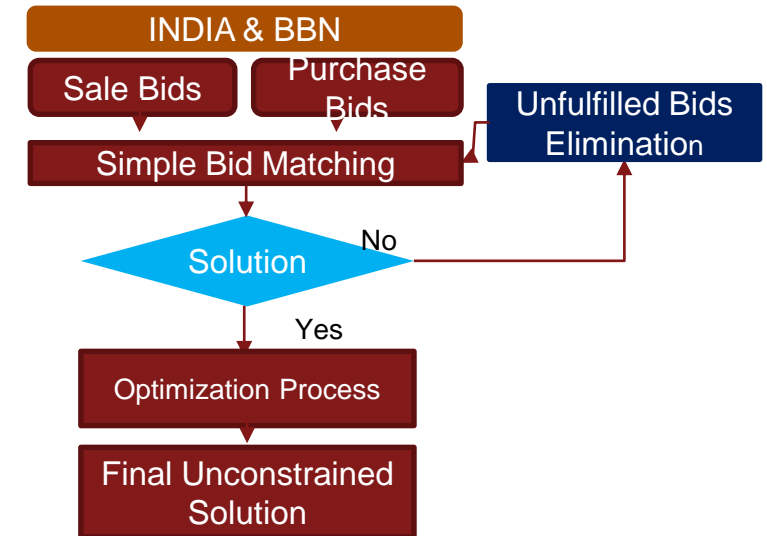 INDIA & BBN
Sale Bids
Purchase
Bids
Unfulfilled Bids
Elimination
Simple Bid Matching
No
Solution
Yes
Optimization Process
Final Unconstrained
Solution